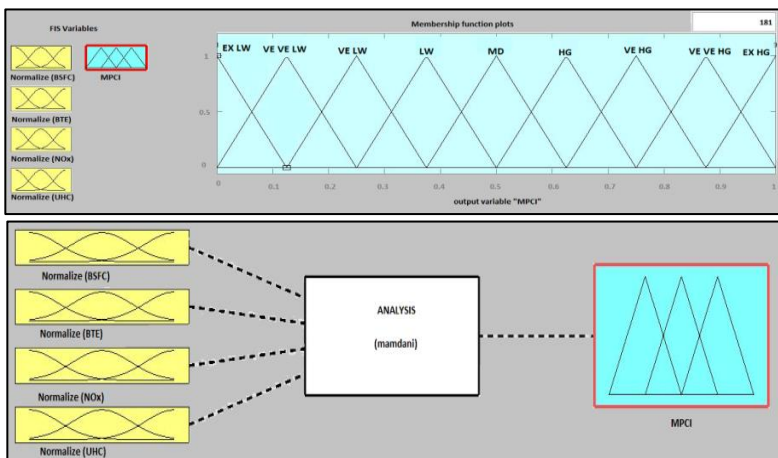 FIS Variables
Membership function plots
181
Normalize (BSFC)
MPCI
Normalize (BTE)
Normalize (NOx)
Normalize (UHC)
EX LW
VE VE LW
VE LW
LW
MD
HG
VE HG
VE VE HG
EX HG
1
0.5
0
0 0.1 0.2 0.3 0.4 0.5 0.6 0.7 0.8 0.9 1
output variable "MPCI"
Normalize (BSFC)
Normalize (BTE)
Normalize (NOx)
Normalize (UHC)
ANALYSIS
(mamdani)
MPCI